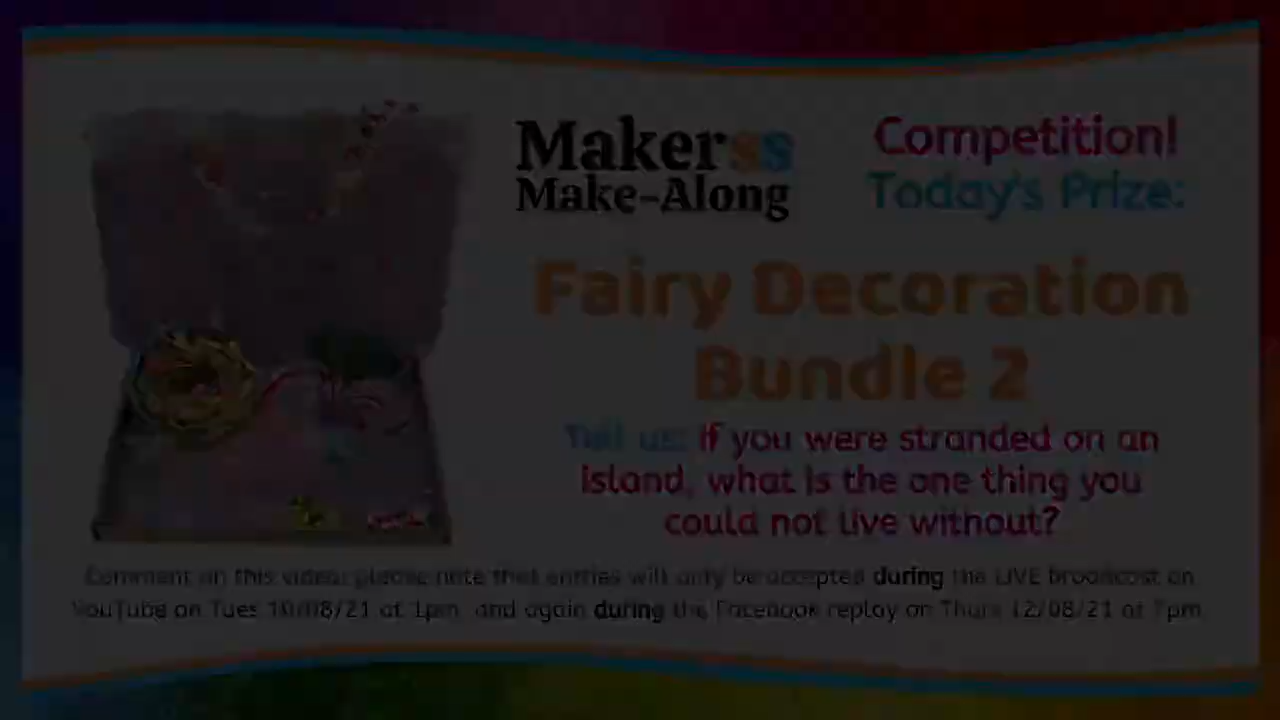 Makerss
Make-Along
Competition!
Today's Prize:
Fairy Decoration
Bundle 2
Tell us: If you were stranded on an
island, what is the one thing you
could not live without?
Comment on this video: please note that entries will only be accepted during the LIVE broadcast on
YouTube on Tues 10/08/21 at 1pm, and again during the Facebook replay on Thurs 12/08/21 at 7pm